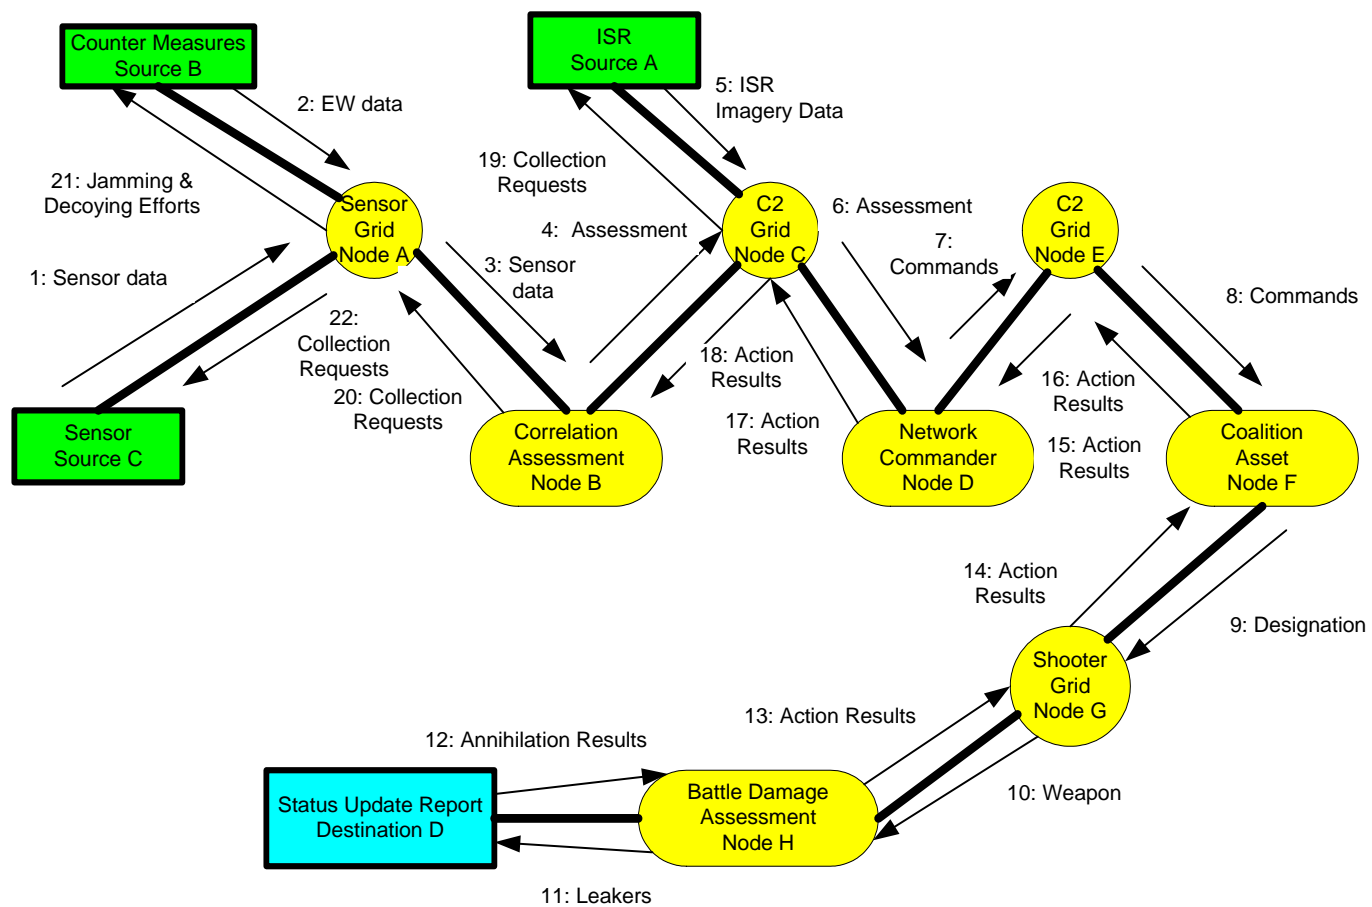 Counter Measures
Source B
ISR
Source A
2: EW data
5: ISR
Imagery Data
19: Collection
Requests
21: Jamming &
Decoying Efforts
Sensor
Grid
Node A
4:  Assessment
C2
Grid
Node C
6: Assessment
7:
Commands
C2
Grid
Node E
1: Sensor data
3: Sensor
data
8: Commands
22:
Collection
Requests
20: Collection
Requests
18: Action
Results
17: Action
Results
16: Action
Results
15: Action
Results
Sensor
Source C
Correlation
Assessment
Node B
Network
Commander
Node D
Coalition
Asset
Node F
14: Action
Results
9: Designation
Shooter
Grid
Node G
13: Action Results
12: Annihilation Results
10: Weapon
Status Update Report
Destination D
Battle Damage
Assessment
Node H
11: Leakers